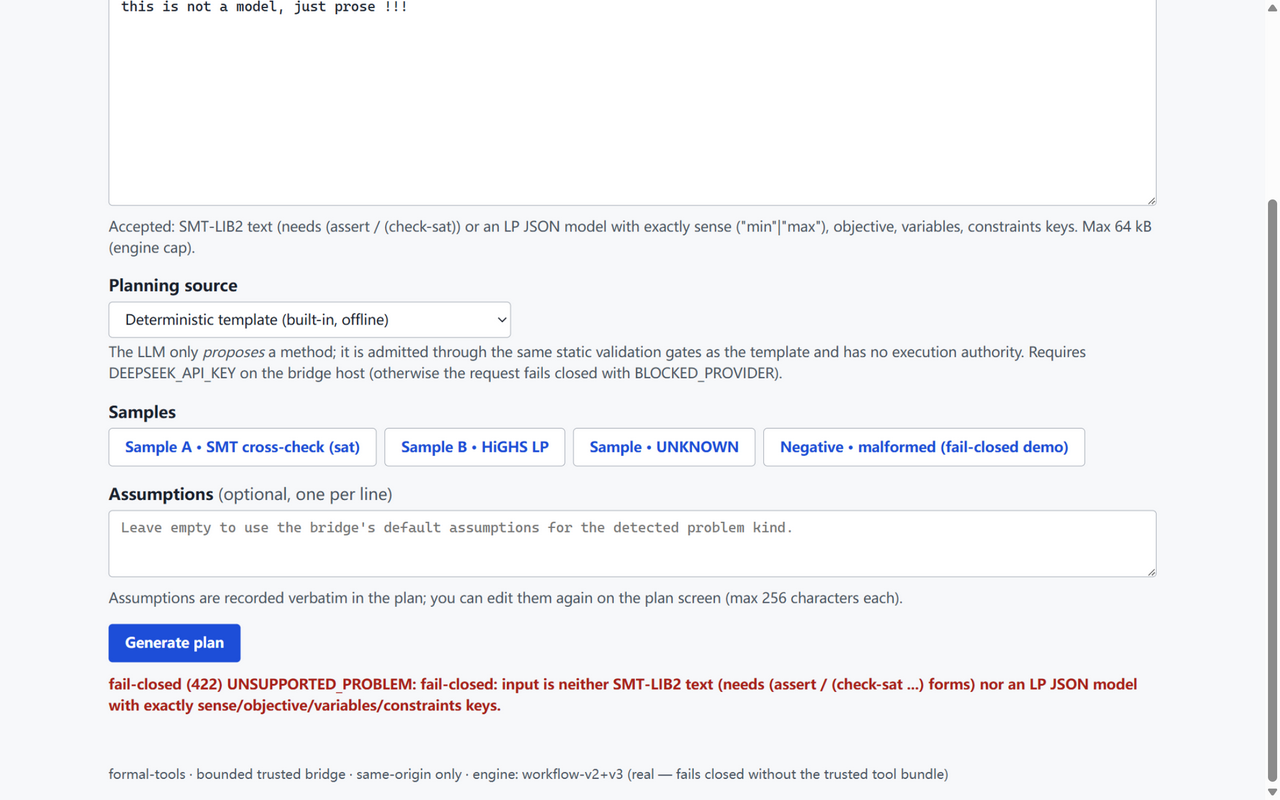 this is not a model, just prose !!!
Accepted: SMT-LIB2 text (needs (assert / (check-sat)) or an LP JSON model with exactly sense ("min"|"max"), objective, variables, constraints keys. Max 64 kB
(engine cap).
Planning source
Deterministic template (built-in, offline)
The LLM only proposes a method; it is admitted through the same static validation gates as the template and has no execution authority. Requires
DEEPSEEK_API_KEY on the bridge host (otherwise the request fails closed with BLOCKED_PROVIDER).
Samples
Sample A • SMT cross-check (sat) Sample B • HiGHS LP Sample • UNKNOWN Negative • malformed (fail-closed demo)
Assumptions (optional, one per line)
Leave empty to use the bridge's default assumptions for the detected problem kind.
Assumptions are recorded verbatim in the plan; you can edit them again on the plan screen (max 256 characters each).
Generate plan
fail-closed (422) UNSUPPORTED_PROBLEM: fail-closed: input is neither SMT-LIB2 text (needs (assert / (check-sat ...) forms) nor an LP JSON model
with exactly sense/objective/variables/constraints keys.
formal-tools · bounded trusted bridge · same-origin only · engine: workflow-v2+v3 (real — fails closed without the trusted tool bundle)